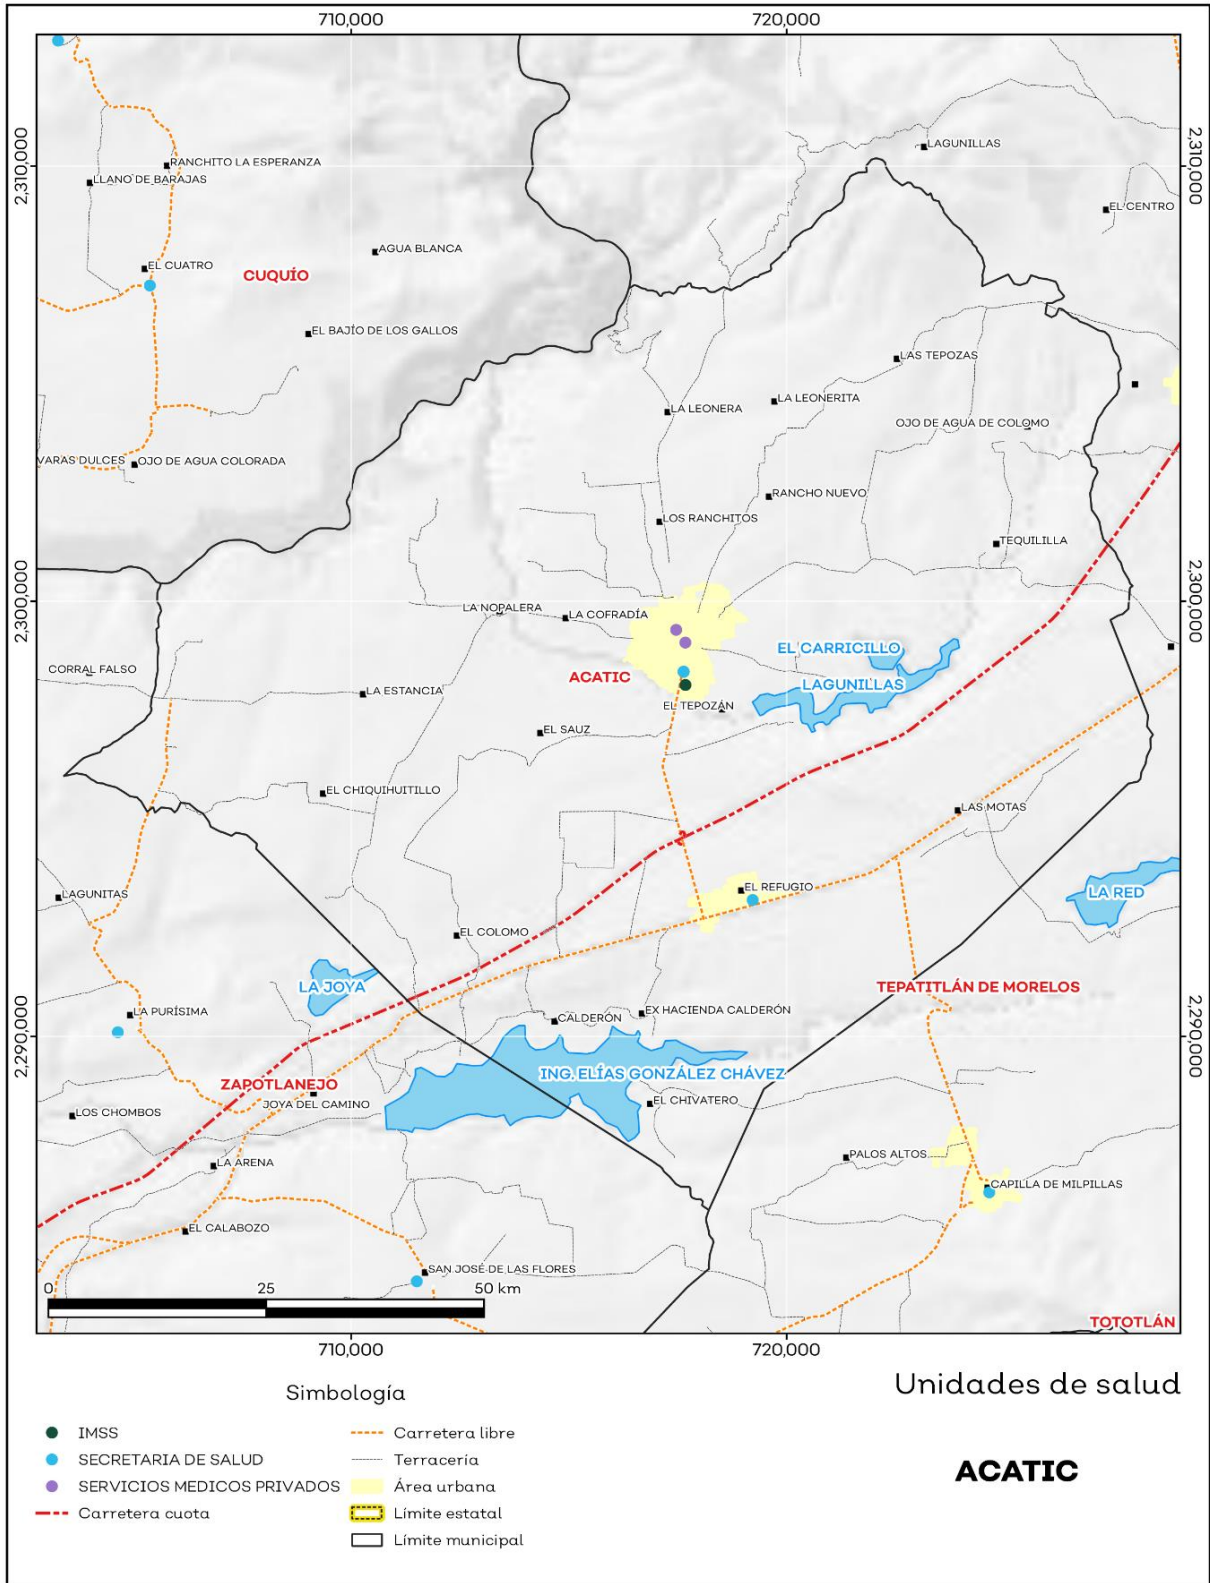 710,000
720,000
LAGUNILLAS
RANCHITO LA ESPERANZA
2,310,000
2,310,000
LLANO DE BARAJAS
EL CENTRO
AGUA BLANCA
EL CUATRO
CUQUÍO
EL BAJÍO DE LOS GALLOS
LAS TEPOZAS
LA LEONERITA
LA LEONERA
OJO DE AGUA DE COLOMO
VARAS DULCES
OJO DE AGUA COLORADA
RANCHO NUEVO
LOS RANCHITOS
TEQUILILLA
2,300,000
2,300,000
LA NOPALERA
LA COFRADÍA
EL CARRICILLO
CORRAL FALSO
ACATIC
LAGUNILLAS
LA ESTANCIA
EL TEPOZÁN
EL SAUZ
EL CHIQUIHUITILLO
LAS MOTAS
LAGUNITAS
EL REFUGIO
LA RED
EL COLOMO
LA JOYA
TEPATITLÁN DE MORELOS
LA PURÍSIMA
EX HACIENDA CALDERÓN
CALDERÓN
2,290,000
2,290,000
ING. ELÍAS GONZÁLEZ CHÁVEZ
ZAPOTLANEJO
JOYA DEL CAMINO
EL CHIVATERO
LOS CHOMBOS
PALOS ALTOS
LA ARENA
CAPILLA DE MILPILLAS
EL CALABOZO
SAN JOSÉ DE LAS FLORES
0 25 50 km
TOTOTLÁN
710,000
720,000
Unidades de salud
ACATIC
Simbología
IMSS
SECRETARIA DE SALUD
SERVICIOS MEDICOS PRIVADOS
Carretera cuota
Carretera libre
Terracería
Área urbana
Límite estatal
Límite municipal